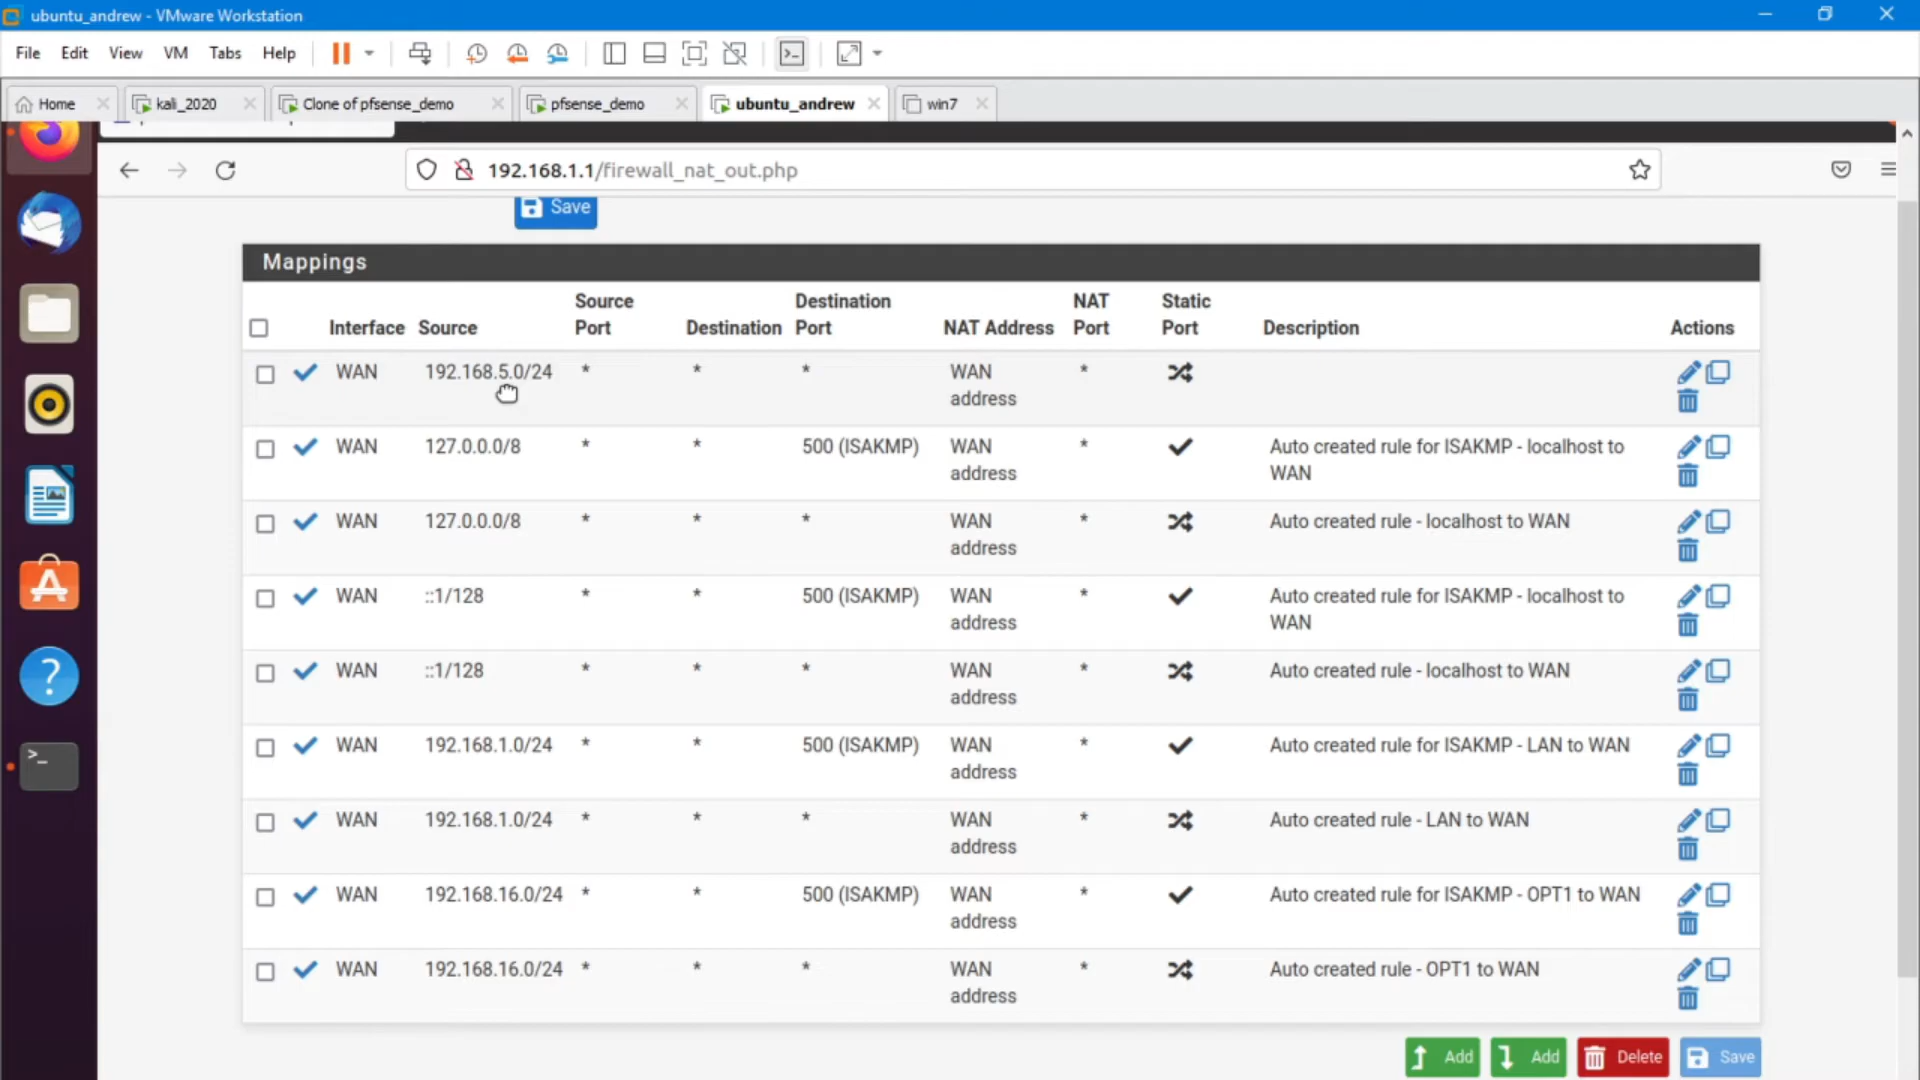 ubuntu_andrew - VMware Workstation
File Edit View VM Tabs Help
Home kali_2020 Clone of pfsense_demo pfsense_demo ubuntu_andrew win7
192.168.1.1/firewall_nat_out.php
Save
Mappings
Interface Source Source Port Destination Destination Port NAT Address NAT Port Static Port Description Actions
WAN 192.168.5.0/24 * * * WAN address *
WAN 127.0.0.0/8 * * 500 (ISAKMP) WAN address * Auto created rule for ISAKMP - localhost to WAN
WAN 127.0.0.0/8 * * * WAN address * Auto created rule - localhost to WAN
WAN ::1/128 * * 500 (ISAKMP) WAN address * Auto created rule for ISAKMP - localhost to WAN
WAN ::1/128 * * * WAN address * Auto created rule - localhost to WAN
WAN 192.168.1.0/24 * * 500 (ISAKMP) WAN address * Auto created rule for ISAKMP - LAN to WAN
WAN 192.168.1.0/24 * * * WAN address * Auto created rule - LAN to WAN
WAN 192.168.16.0/24 * * 500 (ISAKMP) WAN address * Auto created rule for ISAKMP - OPT1 to WAN
WAN 192.168.16.0/24 * * * WAN address * Auto created rule - OPT1 to WAN
Add Add Delete Save